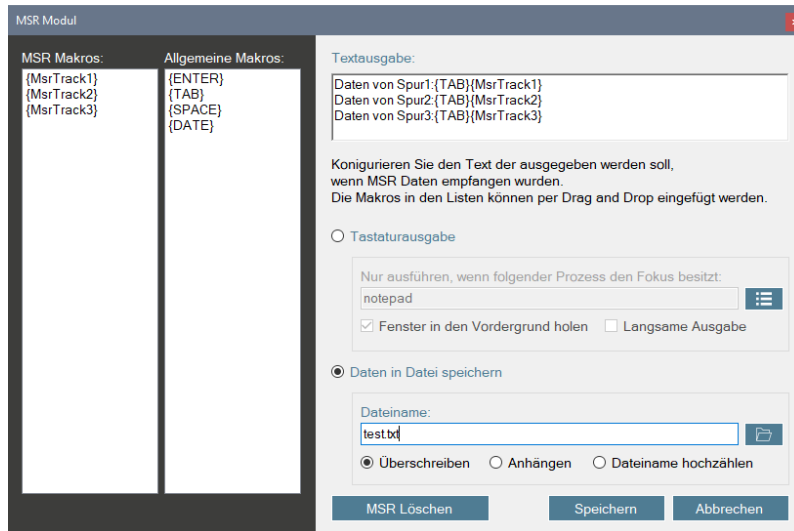 MSR Modul
MSR Makros:
{MsrTrack1}
{MsrTrack2}
{MsrTrack3}
Allgemeine Makros:
{ENTER}
{TAB}
{SPACE}
{DATE}
Textausgabe:
Daten von Spur1:{TAB}{MsrTrack1}
Daten von Spur2:{TAB}{MsrTrack2}
Daten von Spur3:{TAB}{MsrTrack3}
Konigurieren Sie den Text der ausgegeben werden soll,
wenn MSR Daten empfangen wurden.
Die Makros in den Listen können per Drag and Drop eingefügt werden.
Tastaturausgabe
Nur ausführen, wenn folgender Prozess den Fokus besitzt:
notepad
Fenster in den Vordergrund holen Langsame Ausgabe
Daten in Datei speichern
Dateiname:
test.txt
Überschreiben Anhängen Dateiname hochzählen
MSR Löschen Speichern Abbrechen